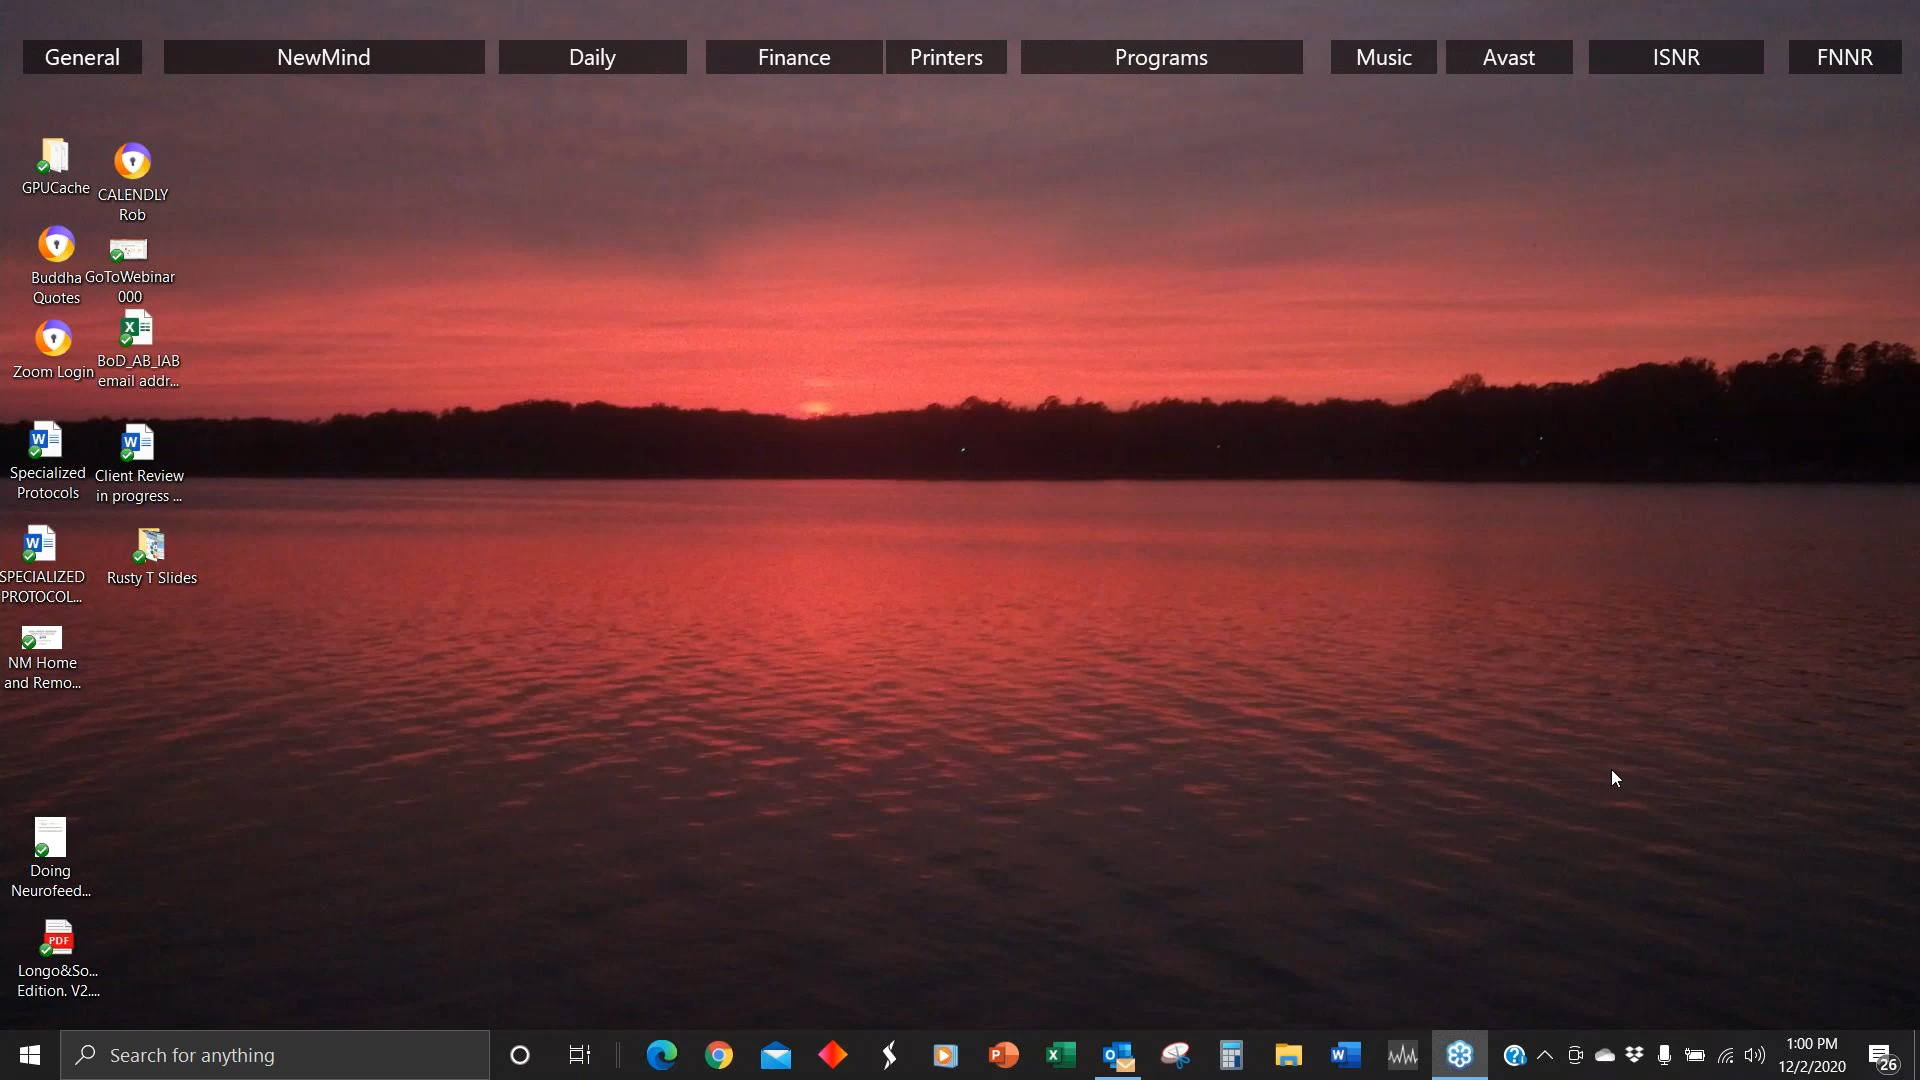 General NewMind Daily Finance Printers Programs Music Avast ISNR FNNR
GPUCache
CALENDLY
Rob
Buddha
Quotes
GoToWebinar
000
Zoom Login
BoD_AB_IAB
email addr...
Specialized
Protocols
Client Review
in progress ...
SPECIALIZED
PROTOCOL...
Rusty T Slides
NM Home
and Remo...
Doing
Neurofeed...
PDF
Longo&So...
Edition. V2....
Search for anything
1:00 PM
12/2/2020
26